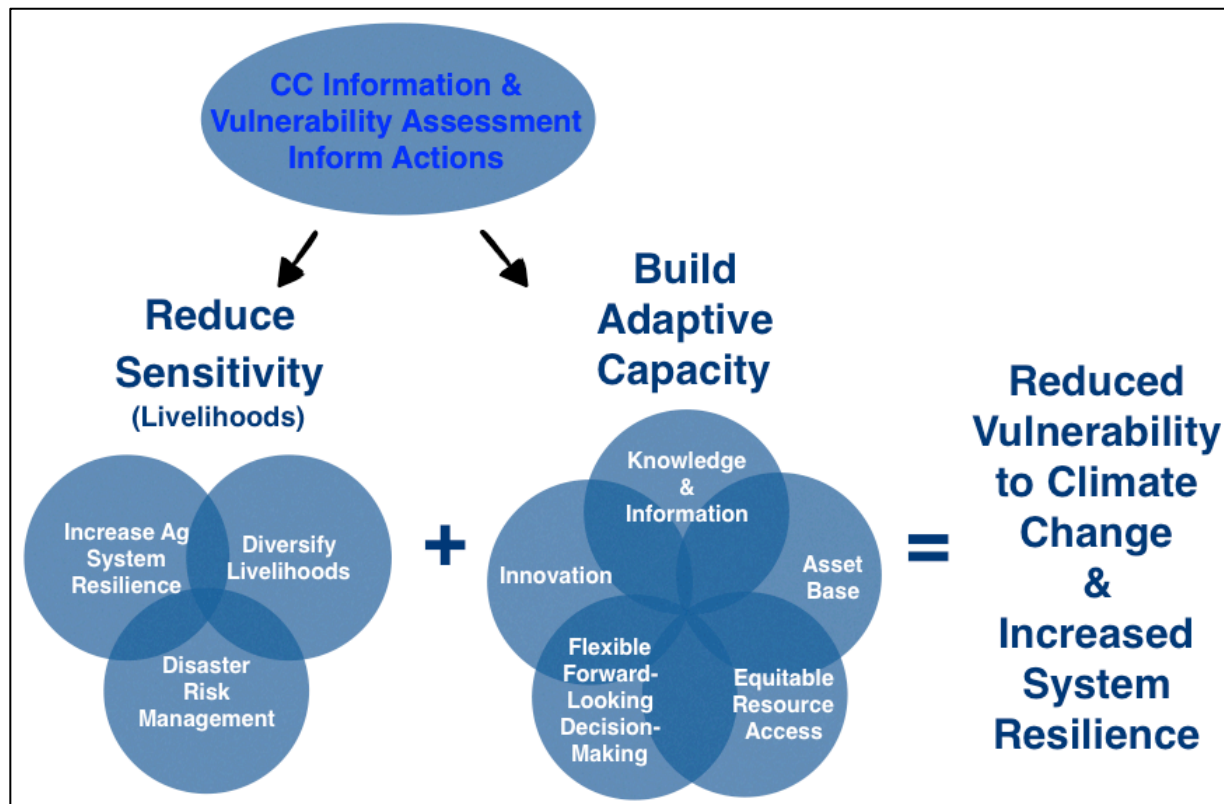 CC Information &
Vulnerability Assessment
Inform Actions
Reduce
Sensitivity
(Livelihoods)
Increase Ag
System
Resilience
Diversify
Livelihoods
Disaster
Risk
Management
+
Build
Adaptive
Capacity
Knowledge
&
Information
Innovation
Asset
Base
Flexible
Forward-
Looking
Decision-
Making
Equitable
Resource
Access
=
Reduced
Vulnerability
to Climate
Change
&
Increased
System
Resilience